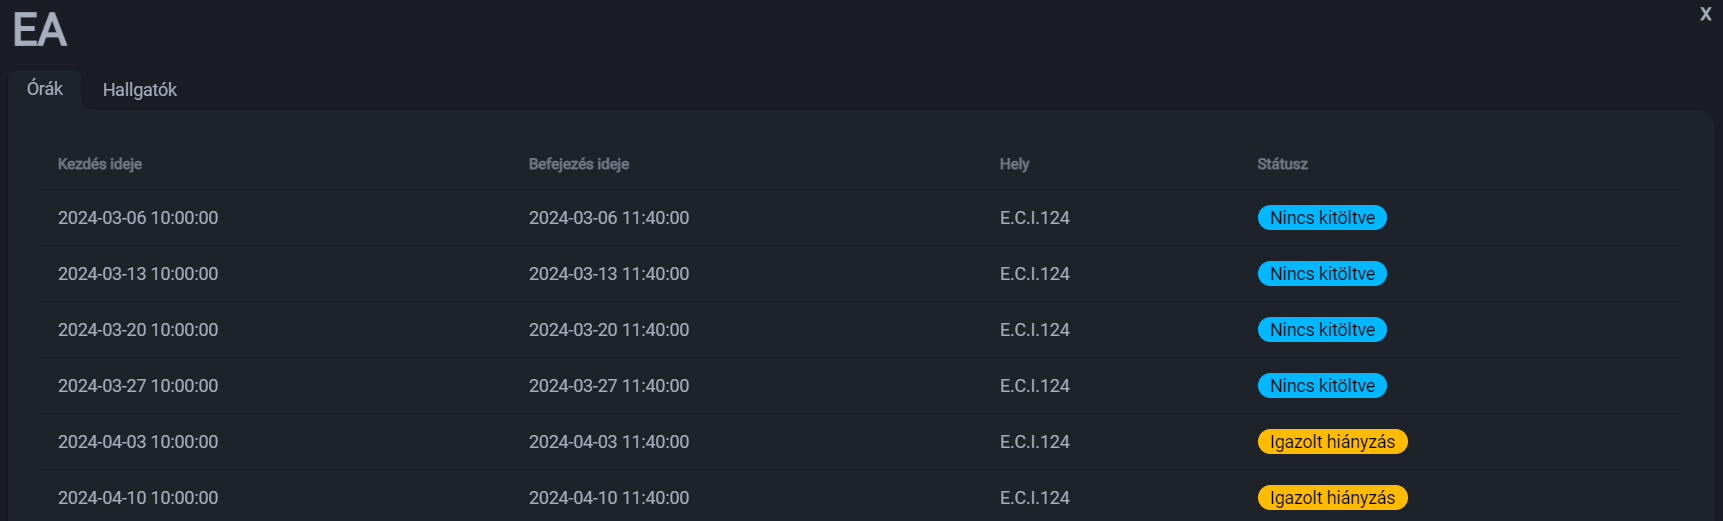 EA
X
Órák Hallgatók
Kezdés ideje Befejezés ideje Hely Státusz
2024-03-06 10:00:00 2024-03-06 11:40:00 E.C.I.124 Nincs kitöltve
2024-03-13 10:00:00 2024-03-13 11:40:00 E.C.I.124 Nincs kitöltve
2024-03-20 10:00:00 2024-03-20 11:40:00 E.C.I.124 Nincs kitöltve
2024-03-27 10:00:00 2024-03-27 11:40:00 E.C.I.124 Nincs kitöltve
2024-04-03 10:00:00 2024-04-03 11:40:00 E.C.I.124 Igazolt hiányzás
2024-04-10 10:00:00 2024-04-10 11:40:00 E.C.I.124 Igazolt hiányzás